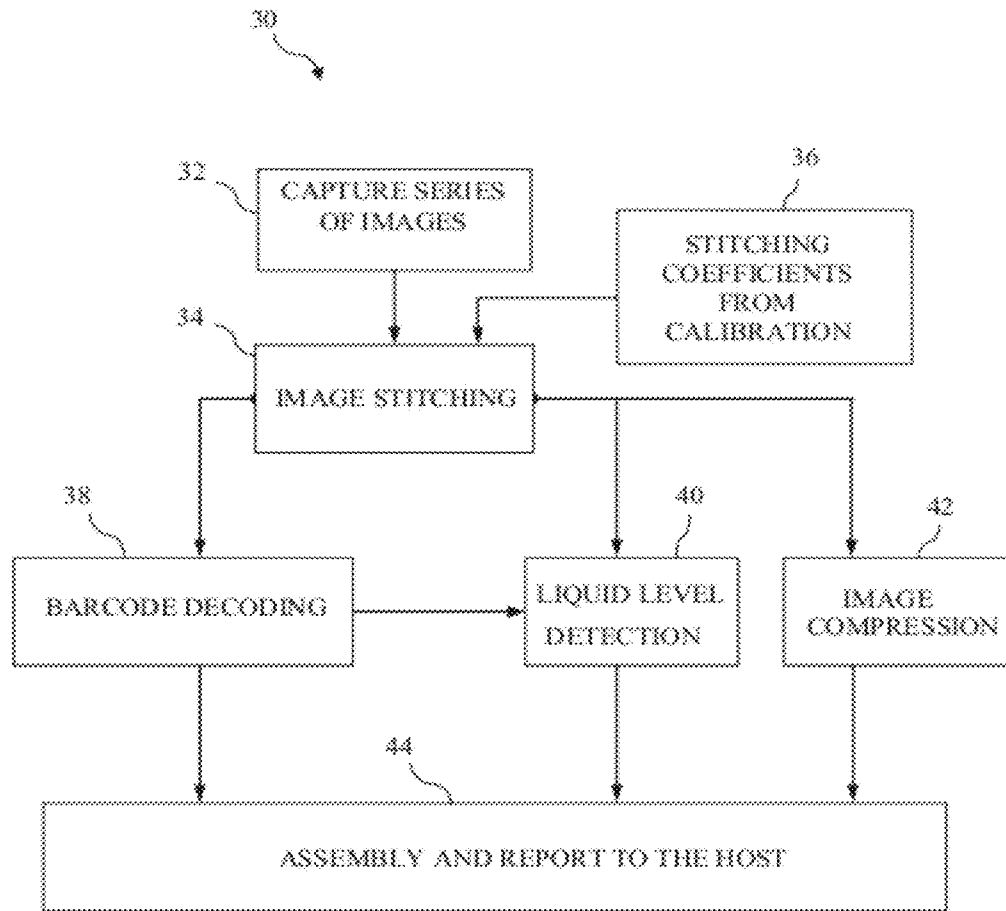 30
32
CAPTURE SERIES
OF IMAGES
36
STITCHING
COEFFICIENTS
FROM
CALIBRATION
34
IMAGE STITCHING
38
BARCODE DECODING
40
LIQUID LEVEL
DETECTION
42
IMAGE
COMPRESSION
44
ASSEMBLY AND REPORT TO THE HOST